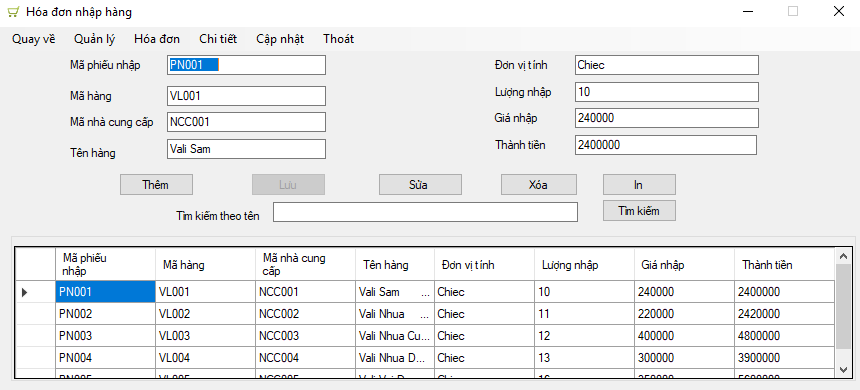 Hóa đơn nhập hàng
Quay về Quản lý Hóa đơn Chi tiết Cập nhật Thoát
Mã phiếu nhập PN001 Đơn vị tính Chiec
Mã hàng VL001 Lượng nhập 10
Mã nhà cung cấp NCC001 Giá nhập 240000
Tên hàng Vali Sam Thành tiền 2400000
Thêm Lưu Sửa Xóa In
Tìm kiếm theo tên Tìm kiếm
Mã phiếu nhập Mã hàng Mã nhà cung cấp Tên hàng Đơn vị tính Lượng nhập Giá nhập Thành tiền
PN001 VL001 NCC001 Vali Sam ... Chiec 10 240000 2400000
PN002 VL002 NCC002 Vali Nhua ... Chiec 11 220000 2420000
PN003 VL003 NCC003 Vali Nhua Cu... Chiec 12 400000 4800000
PN004 VL004 NCC004 Vali Nhua D... Chiec 13 300000 3900000
PN005 VL005 NCC005 Chiec